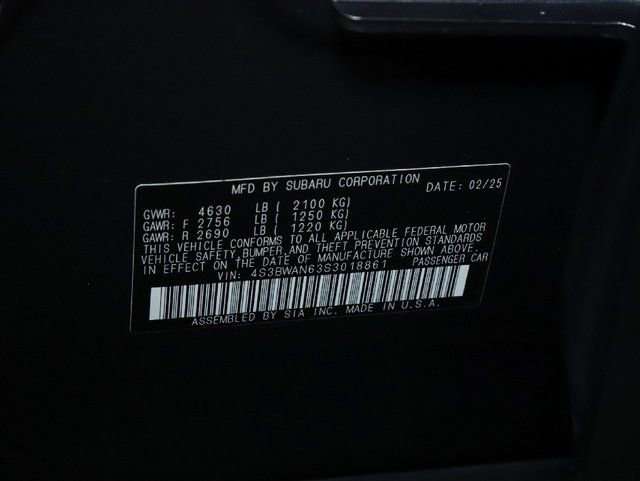 MFD BY SUBARU CORPORATION DATE: 02/25
GVWR: 4630 LB ( 2100 KG)
GAWR: F 2756 LB ( 1250 KG)
GAWR: R 2690 LB ( 1220 KG)
THIS VEHICLE CONFORMS TO ALL APPLICABLE FEDERAL MOTOR
VEHICLE SAFETY, BUMPER, AND THEFT PREVENTION STANDARDS
IN EFFECT ON THE DATE OF MANUFACTURE SHOWN ABOVE.
VIN: 4S3BWAN63S3018861 PASSENGER CAR
ASSEMBLED BY SIA INC. MADE IN U.S.A.